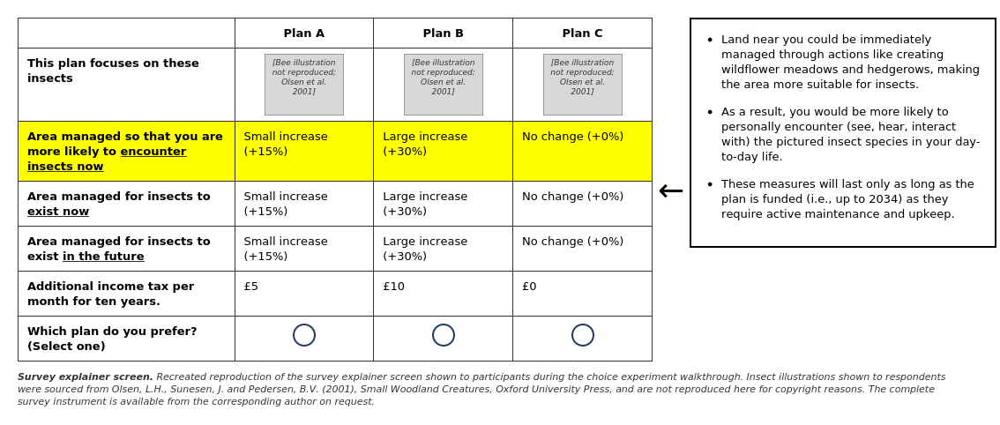 Plan A
Plan B
Plan C
This plan focuses on these
insects
[Bee illustration
not reproduced;
Olsen et al.
2001]
[Bee illustration
not reproduced;
Olsen et al.
2001]
[Bee illustration
not reproduced;
Olsen et al.
2001]
Area managed so that you are
more likely to encounter
insects now
Small increase
(+15%)
Large increase
(+30%)
No change (+0%)
Area managed for insects to
exist now
Small increase
(+15%)
Large increase
(+30%)
No change (+0%)
Area managed for insects to
exist in the future
Small increase
(+15%)
Large increase
(+30%)
No change (+0%)
Additional income tax per
month for ten years.
£5
£10
£0
Which plan do you prefer?
(Select one)
←
• Land near you could be immediately
managed through actions like creating
wildflower meadows and hedgerows, making
the area more suitable for insects.
• As a result, you would be more likely to
personally encounter (see, hear, interact
with) the pictured insect species in your day-
to-day life.
• These measures will last only as long as the
plan is funded (i.e., up to 2034) as they
require active maintenance and upkeep.
Survey explainer screen. Recreated reproduction of the survey explainer screen shown to participants during the choice experiment walkthrough. Insect illustrations shown to respondents
were sourced from Olsen, L.H., Sunesen, J. and Pedersen, B.V. (2001), Small Woodland Creatures, Oxford University Press, and are not reproduced here for copyright reasons. The complete
survey instrument is available from the corresponding author on request.